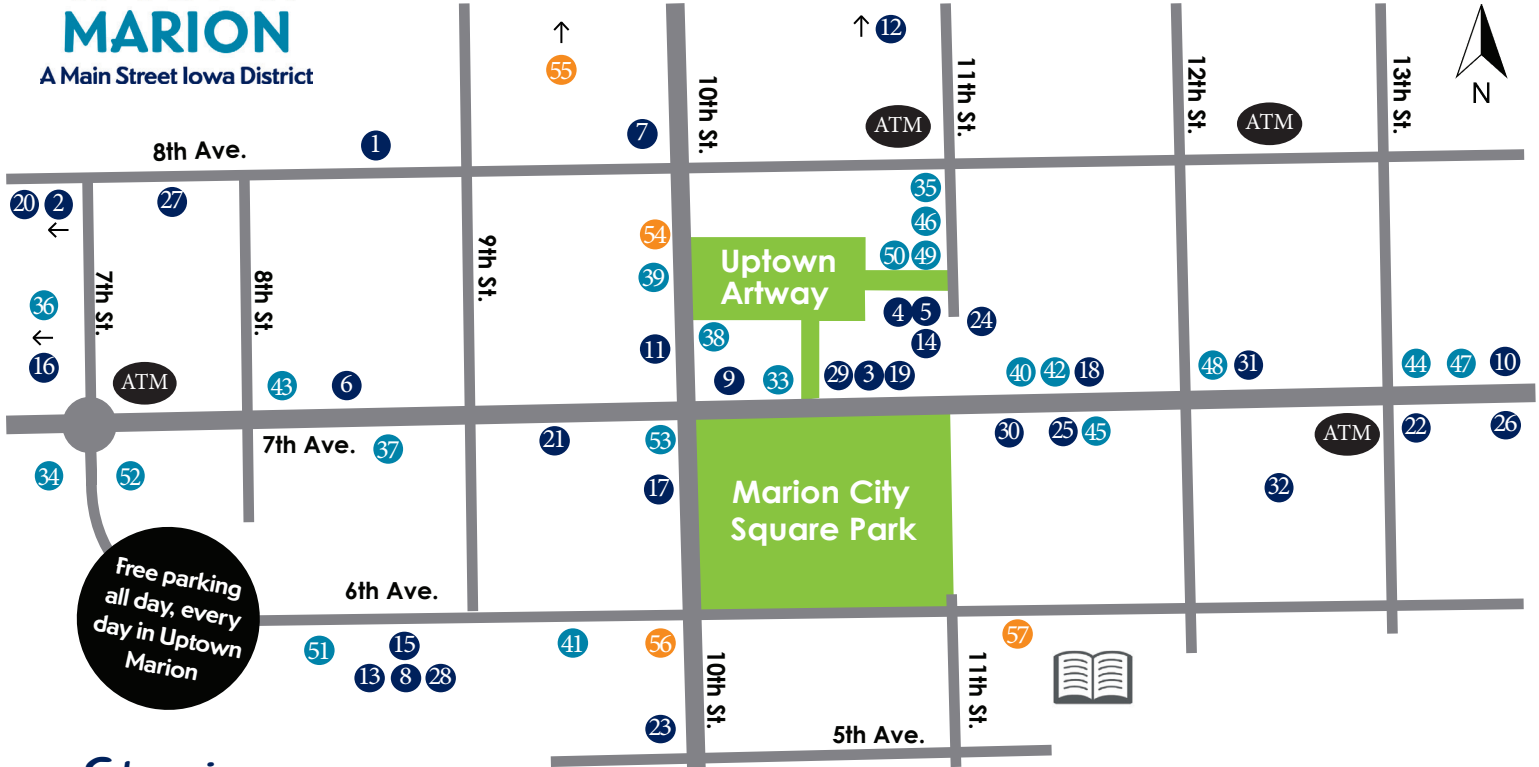 MARION
A Main Street Iowa District
↑
55
↑ 12
10th St.
11th St.
12th St.
13th St.
N
ATM
ATM
7
1
8th Ave.
20 2
←
27
35
46
50 49
54
39
Uptown
Artway
9th St.
8th St.
7th St.
36
←
16
4 5
14
24
38
11
9
33
29 3 19
40 42 18
48 31
44 47 10
ATM
43
6
7th Ave.
37
21
53
17
30
25 45
ATM
22
26
32
34
52
Marion City
Square Park
Free parking
all day, every
day in Uptown
Marion
6th Ave.
51
15
13 8 28
41
56
57
10th St.
11th St.
23
5th Ave.